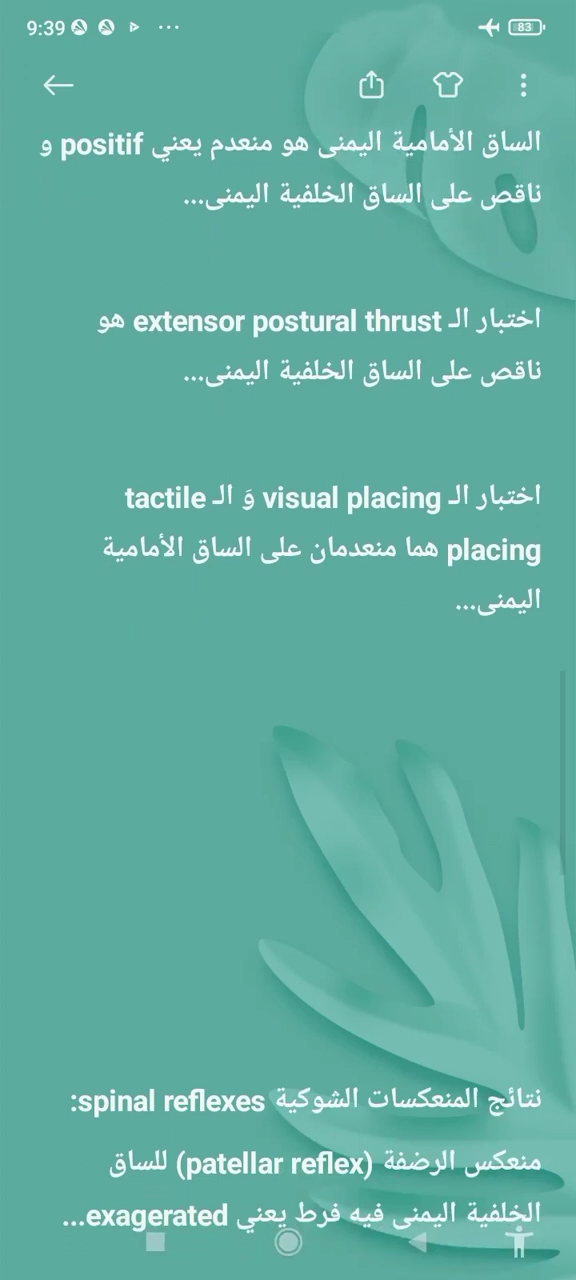 9:39
83
الساق الأمامية اليمنى هو منعدم يعني positif و
ناقص على الساق الخلفية اليمنى...
اختبار الـ extensor postural thrust هو
ناقص على الساق الخلفية اليمنى...
اختبار الـ visual placing وَ الـ tactile
placing هما منعدمان على الساق الأمامية
اليمنى...
نتائج المنعكسات الشوكية spinal reflexes:
منعكس الرضفة (patellar reflex) للساق
الخلفية اليمنى فيه فرط يعني exagerated...